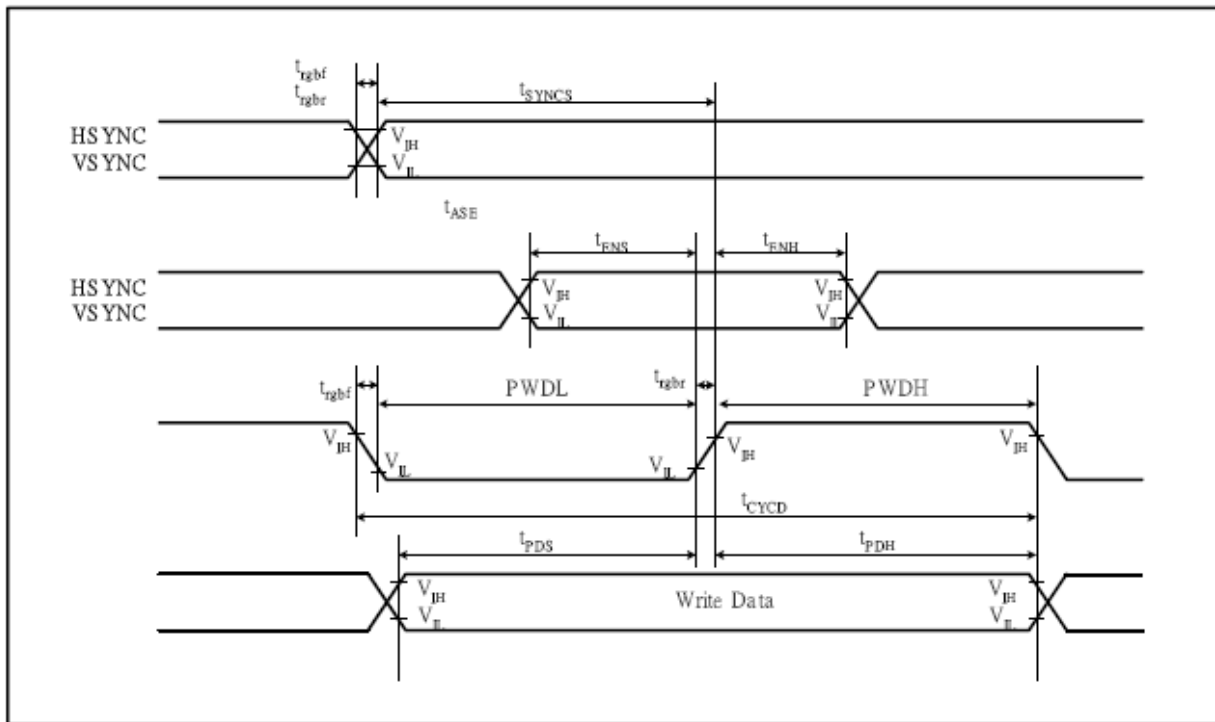 trgbf
trgbr
tSYNCS
HSYNC
VSYNC
VIH
VIL
tASE
tENS
tENH
HSYNC
VSYNC
VIH
VIL
VIH
VIL
trgbf
PWDL
trgbr
PWDH
VIH
VIL
VIL
VIH
VIH
tCYCD
tPDS
tPDH
VIH
VIL
Write Data
VIH
VIL